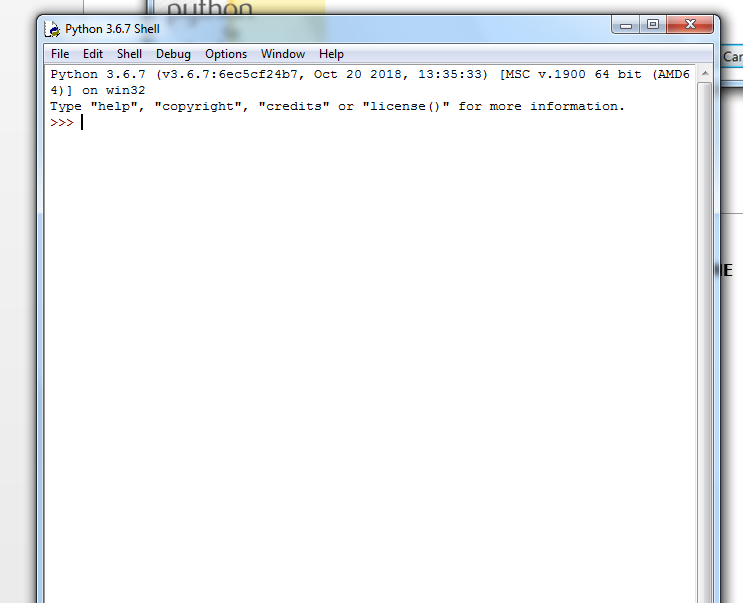 python
Python 3.6.7 Shell
File Edit Shell Debug Options Window Help
Python 3.6.7 (v3.6.7:6ec5cf24b7, Oct 20 2018, 13:35:33) [MSC v.1900 64 bit (AMD6
4)] on win32
Type "help", "copyright", "credits" or "license()" for more information.
>>>
Can